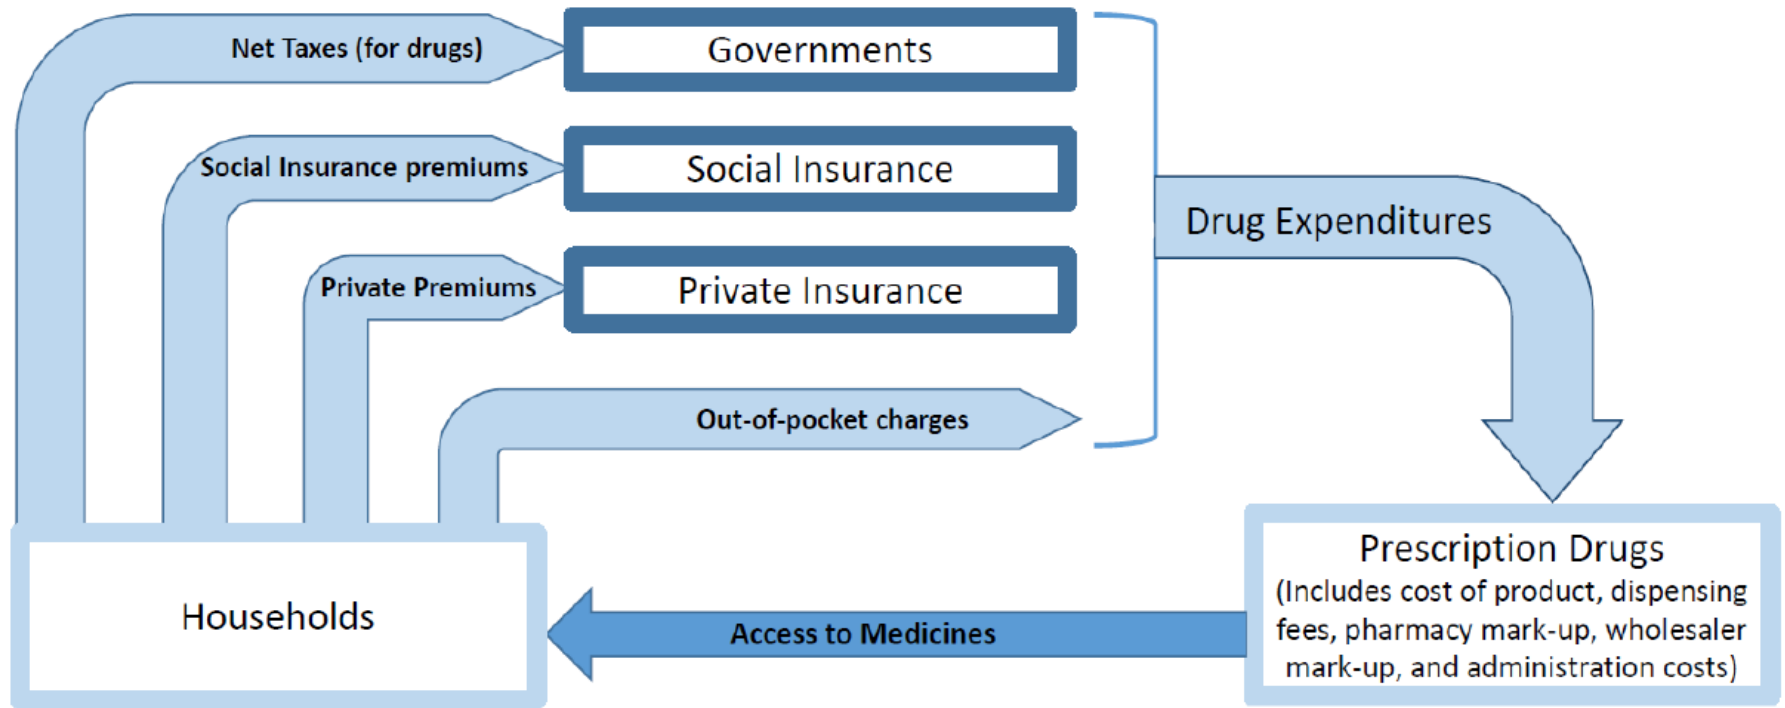 Net Taxes (for drugs)
Governments
Social Insurance premiums
Social Insurance
Drug Expenditures
Private Premiums
Private Insurance
Out-of-pocket charges
Households
Access to Medicines
Prescription Drugs
(Includes cost of product, dispensing
fees, pharmacy mark-up, wholesaler
mark-up, and administration costs)